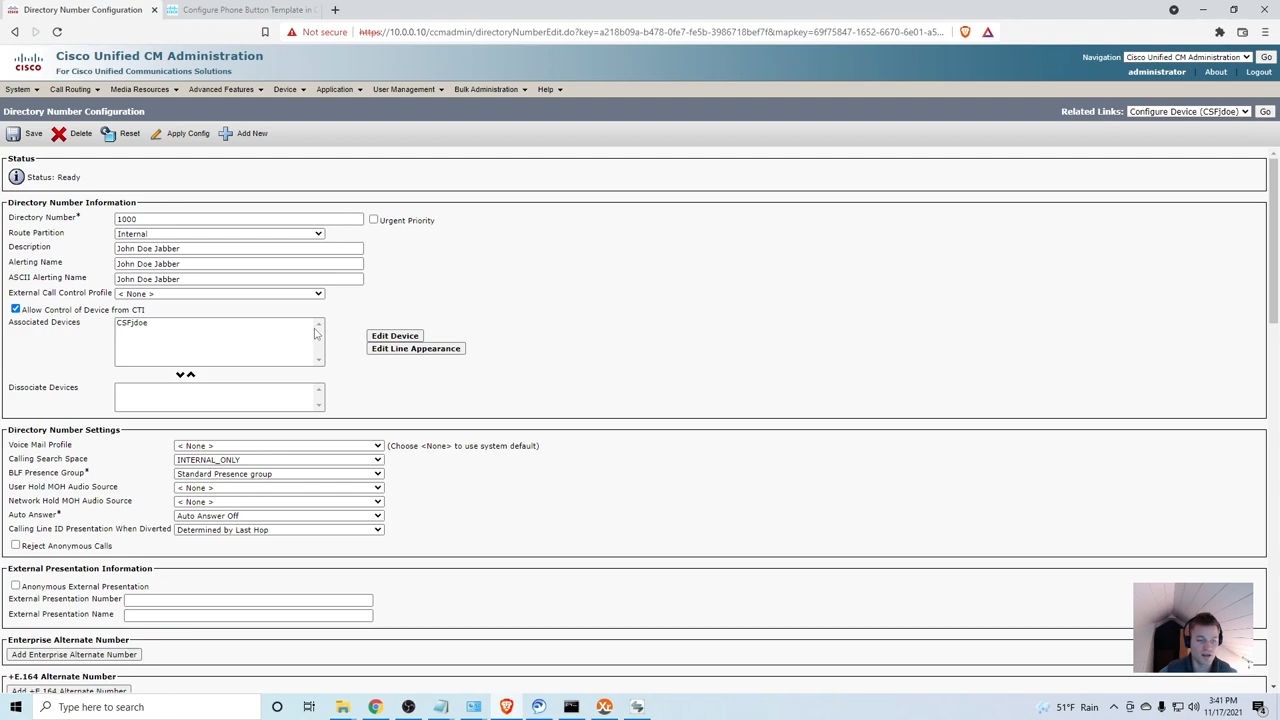 Directory Number Configuration
Configure Phone Button Template in C
Not secure
https://10.0.0.10/ccmadmin/directoryNumberEdit.do?key=a218b09a-b478-0fe7-fe5b-3986718bef7f&mapkey=69f75847-1652-6670-6e01-a5...
CISCO
Cisco Unified CM Administration
For Cisco Unified Communications Solutions
Navigation Cisco Unified CM Administration Go
administrator About Logout
System Call Routing Media Resources Advanced Features Device Application User Management Bulk Administration Help
Directory Number Configuration
Related Links: Configure Device (CSFjdoe) Go
Save Delete Reset Apply Config Add New
Status
Status: Ready
Directory Number Information
Directory Number* 1000 Urgent Priority
Route Partition Internal
Description John Doe Jabber
Alerting Name John Doe Jabber
ASCII Alerting Name John Doe Jabber
External Call Control Profile < None >
Allow Control of Device from CTI
Associated Devices CSFjdoe
Edit Device
Edit Line Appearance
Dissociate Devices
Directory Number Settings
Voice Mail Profile < None > (Choose <None> to use system default)
Calling Search Space INTERNAL_ONLY
BLF Presence Group* Standard Presence group
User Hold MOH Audio Source < None >
Network Hold MOH Audio Source < None >
Auto Answer* Auto Answer Off
Calling Line ID Presentation When Diverted Determined by Last Hop
Reject Anonymous Calls
External Presentation Information
Anonymous External Presentation
External Presentation Number
External Presentation Name
Enterprise Alternate Number
Add Enterprise Alternate Number
+E.164 Alternate Number
Add +E.164 Alternate Number
Type here to search
51°F Rain
3:41 PM
11/17/2021
4